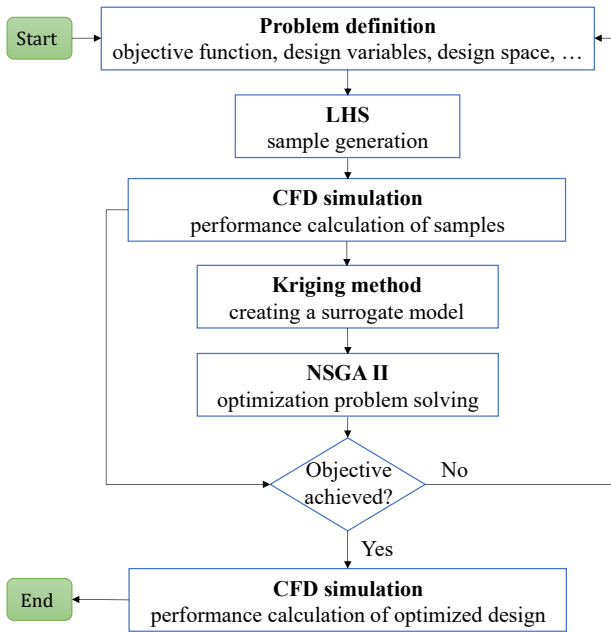 Start
Problem definition
objective function, design variables, design space, …
LHS
sample generation
CFD simulation
performance calculation of samples
Kriging method
creating a surrogate model
NSGA II
optimization problem solving
Objective
achieved?
No
Yes
CFD simulation
performance calculation of optimized design
End